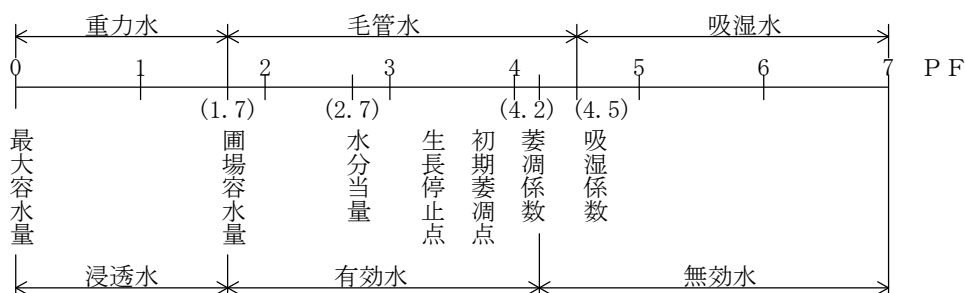 重力水 毛管水 吸湿水
0 1 2 3 4 5 6 7 ＰＦ
(1.7) (2.7) (4.2) (4.5)
最大容水量
圃場容水量
水分当量
生長停止点
初期萎凋点
萎凋係数
吸湿係数
浸透水 有効水 無効水